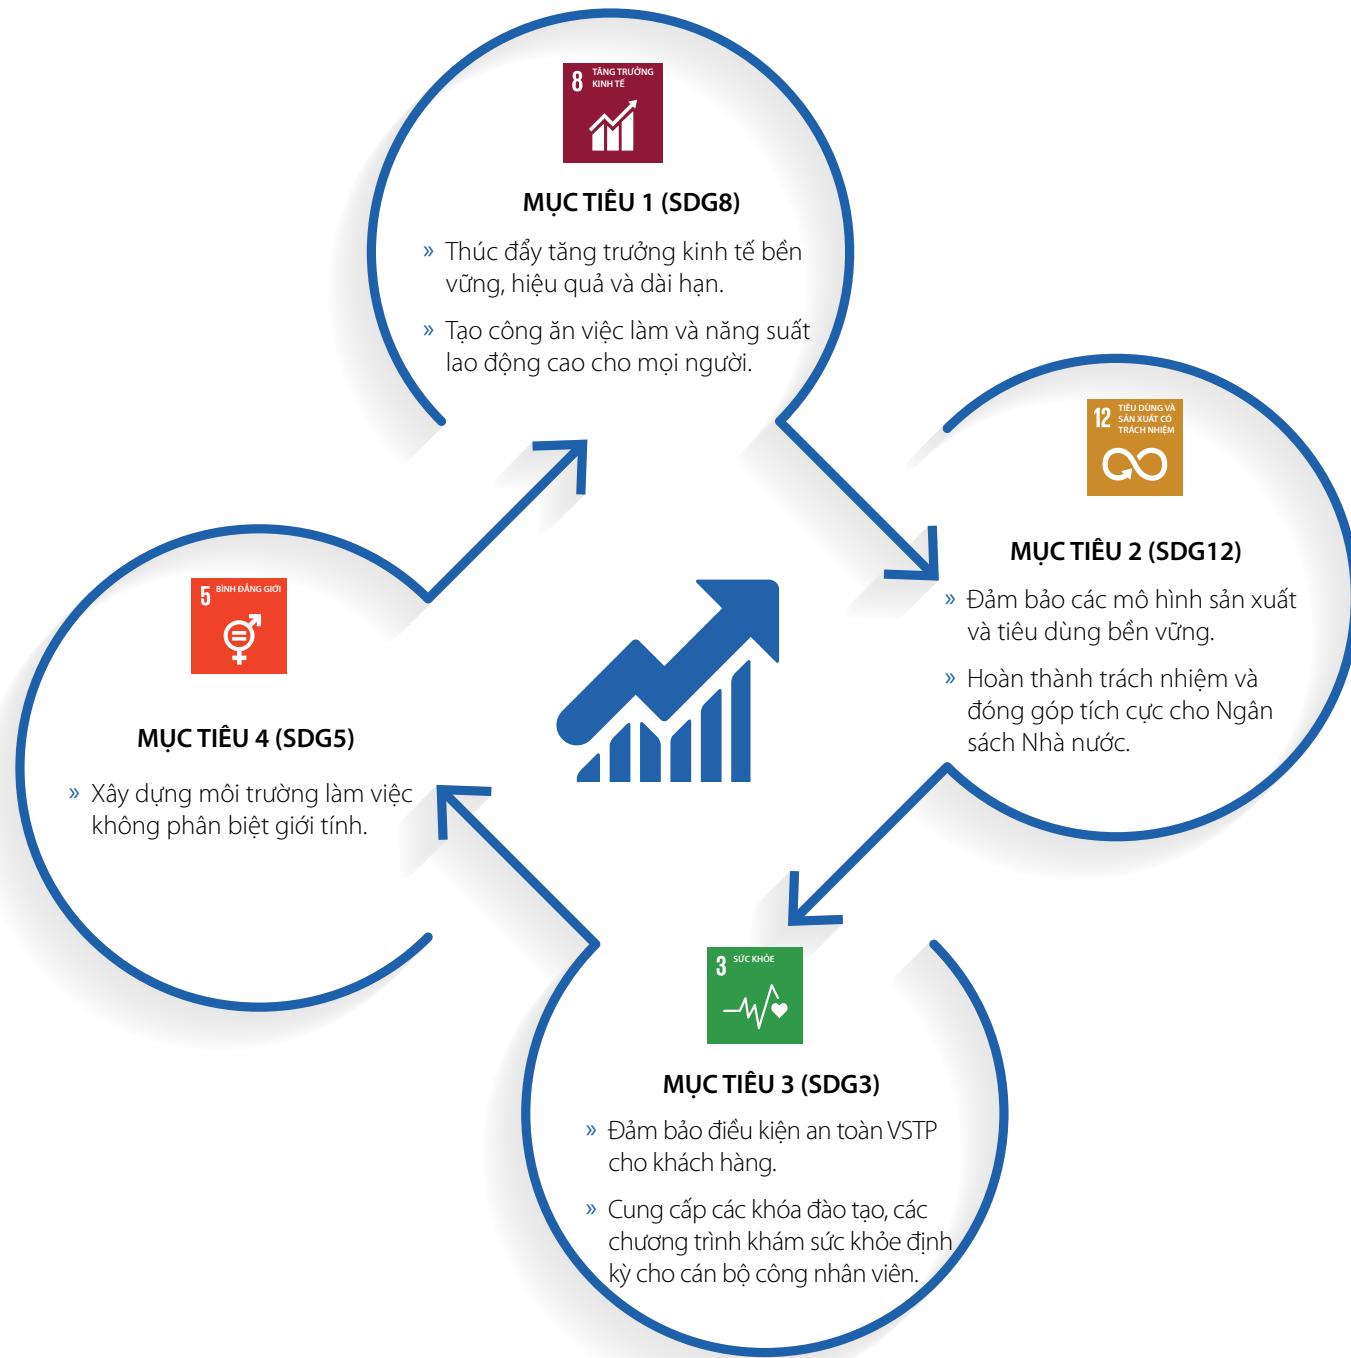 8 TĂNG TRƯỞNG
KINH TẾ
MỤC TIÊU 1 (SDG8)
» Thúc đẩy tăng trưởng kinh tế bền
vững, hiệu quả và dài hạn.
» Tạo công ăn việc làm và năng suất
lao động cao cho mọi người.
12 TIÊU DÙNG VÀ
SẢN XUẤT CÓ
TRÁCH NHIỆM
MỤC TIÊU 2 (SDG12)
» Đảm bảo các mô hình sản xuất
và tiêu dùng bền vững.
» Hoàn thành trách nhiệm và
đóng góp tích cực cho Ngân
sách Nhà nước.
3 SỨC KHỎE
MỤC TIÊU 3 (SDG3)
» Đảm bảo điều kiện an toàn VSTP
cho khách hàng.
» Cung cấp các khóa đào tạo, các
chương trình khám sức khỏe định
kỳ cho cán bộ công nhân viên.
5 BÌNH ĐẲNG GIỚI
MỤC TIÊU 4 (SDG5)
» Xây dựng môi trường làm việc
không phân biệt giới tính.